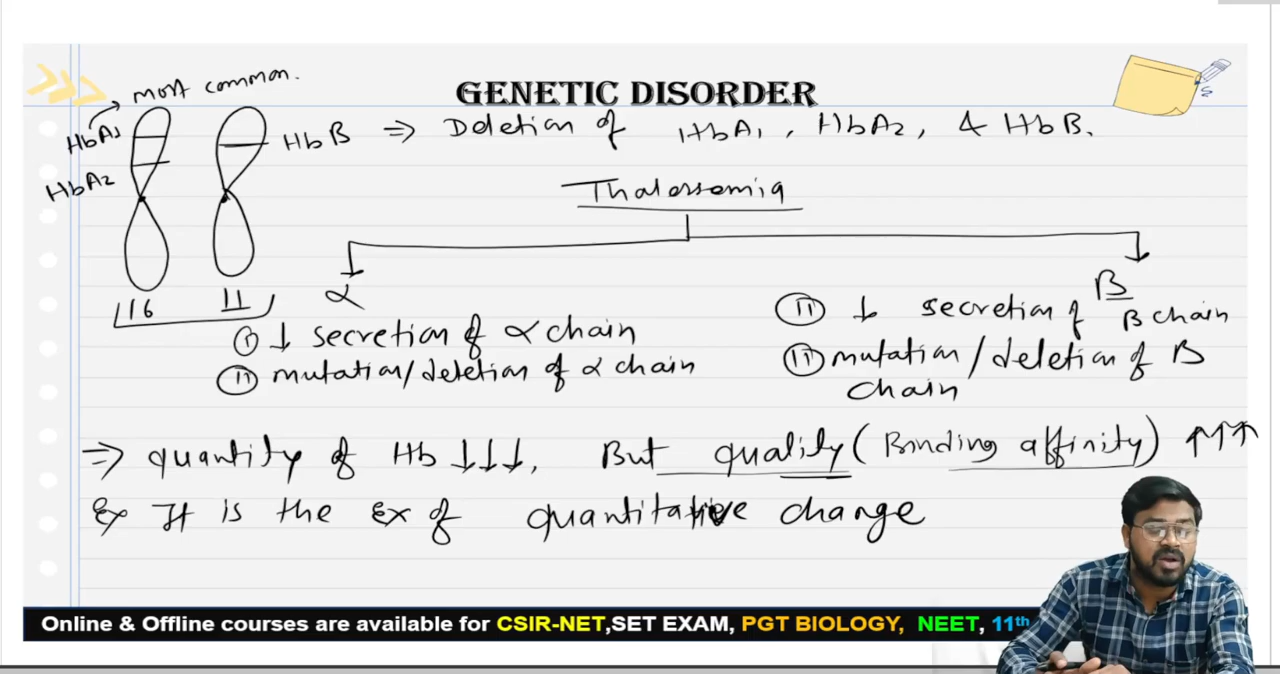 most common.
GENETIC DISORDER
HbA1
HbB ⇒ Deletion of HbA1, HbA2, & HbB.
HbA2
Thalassemia
16 11
α
β
① ↓ secretion of α chain
ⓘⓘ ↓ secretion of β chain
ⓘⓘ mutation/deletion of α chain
ⓘⓘ mutation/deletion of β
chain
⇒ quantity of Hb ↓↓↓, But quality (Bonding affinity) ↑↑↑
Ex It is the Ex of quantitative change
Online & Offline courses are available for CSIR-NET,SET EXAM, PGT BIOLOGY, NEET, 11th